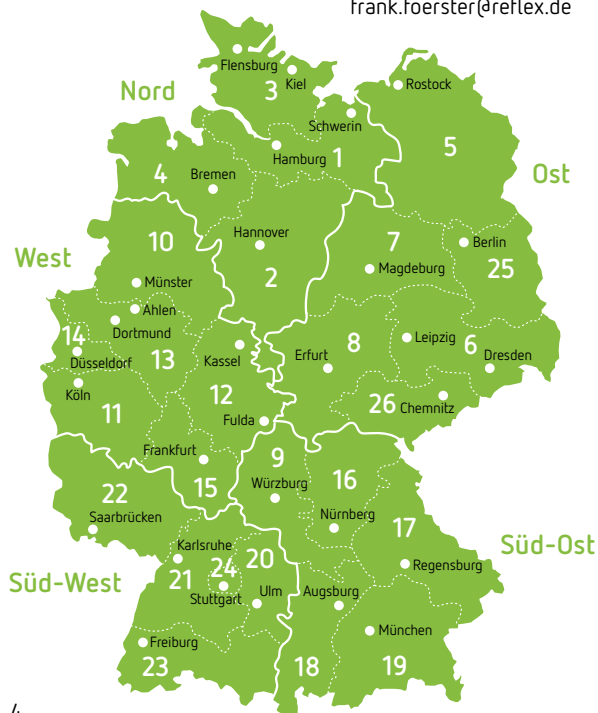 frank.foerster@reflex.de
Flensburg
Kiel
3
Rostock
Nord
Schwerin
Hamburg
1
5
4
Bremen
Ost
10
Hannover
7
Berlin
West
2
Magdeburg
25
Münster
Ahlen
14
Dortmund
Leipzig
8
6
Düsseldorf
13
Kassel
Erfurt
Dresden
Köln
12
26
Chemnitz
11
Fulda
Frankfurt
9
16
22
15
Würzburg
Saarbrücken
Nürnberg
17
Karlsruhe
20
Süd-Ost
24
Regensburg
Süd-West
21
Stuttgart
Ulm
Augsburg
Freiburg
München
23
18
19
4